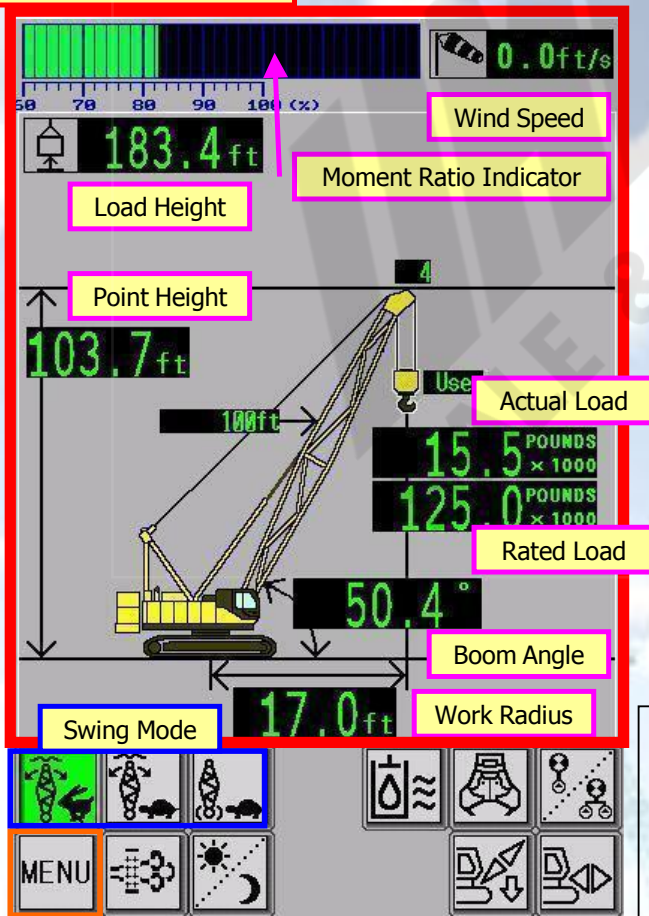 0.0ft/s
60 70 80 90 100 (%)
Wind Speed
183.4ft
Moment Ratio Indicator
Load Height
4
Point Height
103.7ft
Use
Actual Load
100ft
15.5 POUNDS × 1000
125.0 POUNDS × 1000
Rated Load
50.4°
Boom Angle
17.0ft
Work Radius
Swing Mode
MENU